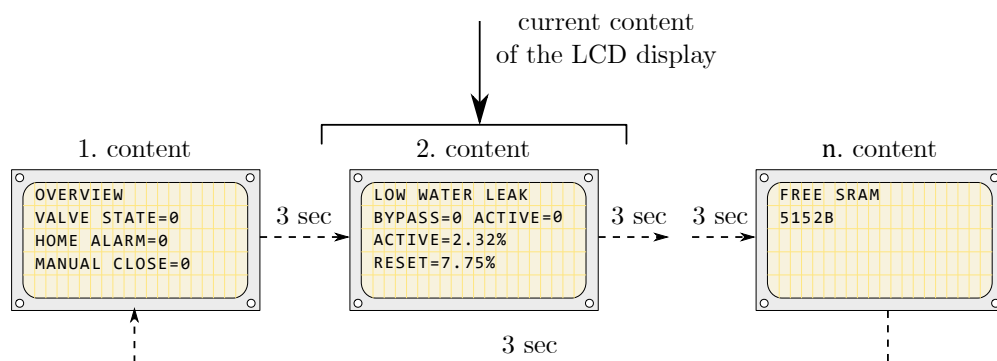 current content
of the LCD display
1. content
2. content
n. content
OVERVIEW
VALVE STATE=0
HOME ALARM=0
MANUAL CLOSE=0
3 sec
LOW WATER LEAK
BYPASS=0 ACTIVE=0
ACTIVE=2.32%
RESET=7.75%
3 sec
3 sec
FREE SRAM
5152B
3 sec